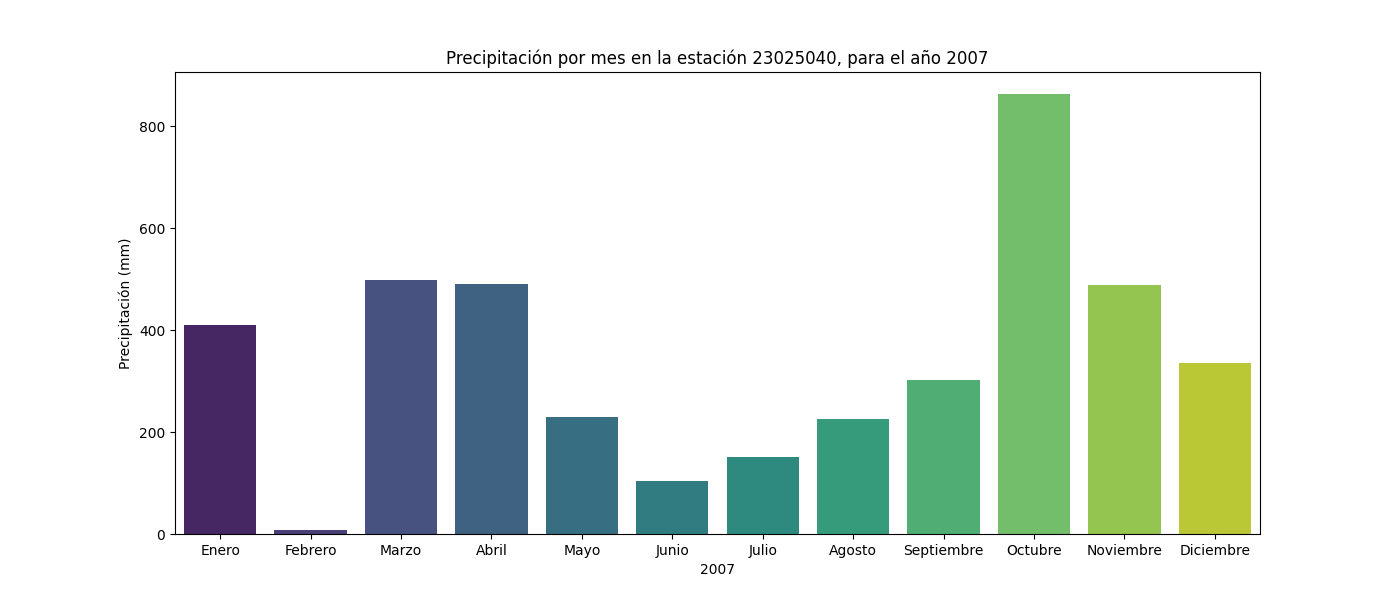 Precipitación por mes en la estación 23025040, para el año 2007
Precipitación (mm)
800
600
400
200
0
Enero Febrero Marzo Abril Mayo Junio Julio Agosto Septiembre Octubre Noviembre Diciembre
2007